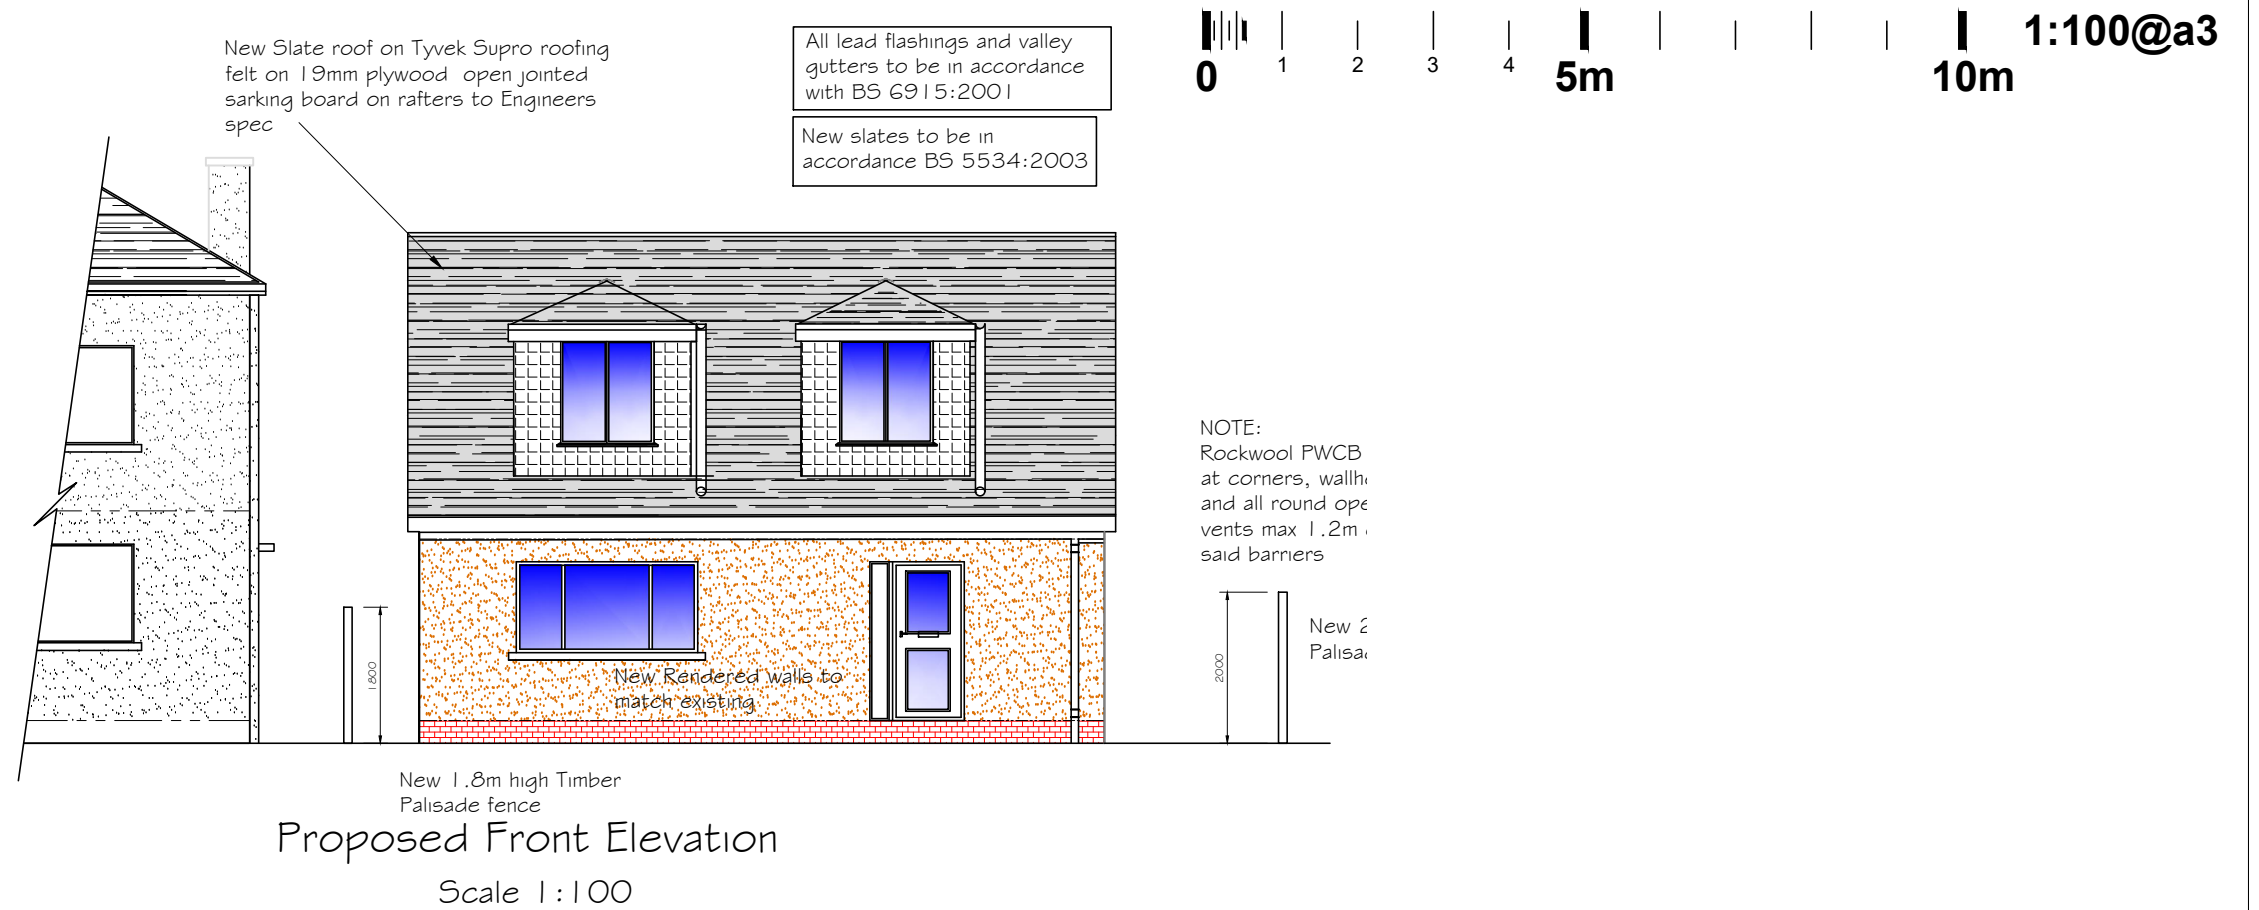 New Slate roof on Tyvek Supro roofing
felt on 19mm plywood open jointed
sarking board on rafters to Engineers
spec
All lead flashings and valley
gutters to be in accordance
with BS 6915:2001
New slates to be in
accordance BS 5534:2003
0
1
2
3
4
5m
10m
1:100@a3
NOTE:
Rockwool PWCB
at corners,
and all round
vents max 1.2m
said barriers
1800
2000
New
New Rendered walls to
match existing
New 1.8m high Timber
Palisade fence
Proposed Front Elevation
Scale 1:100